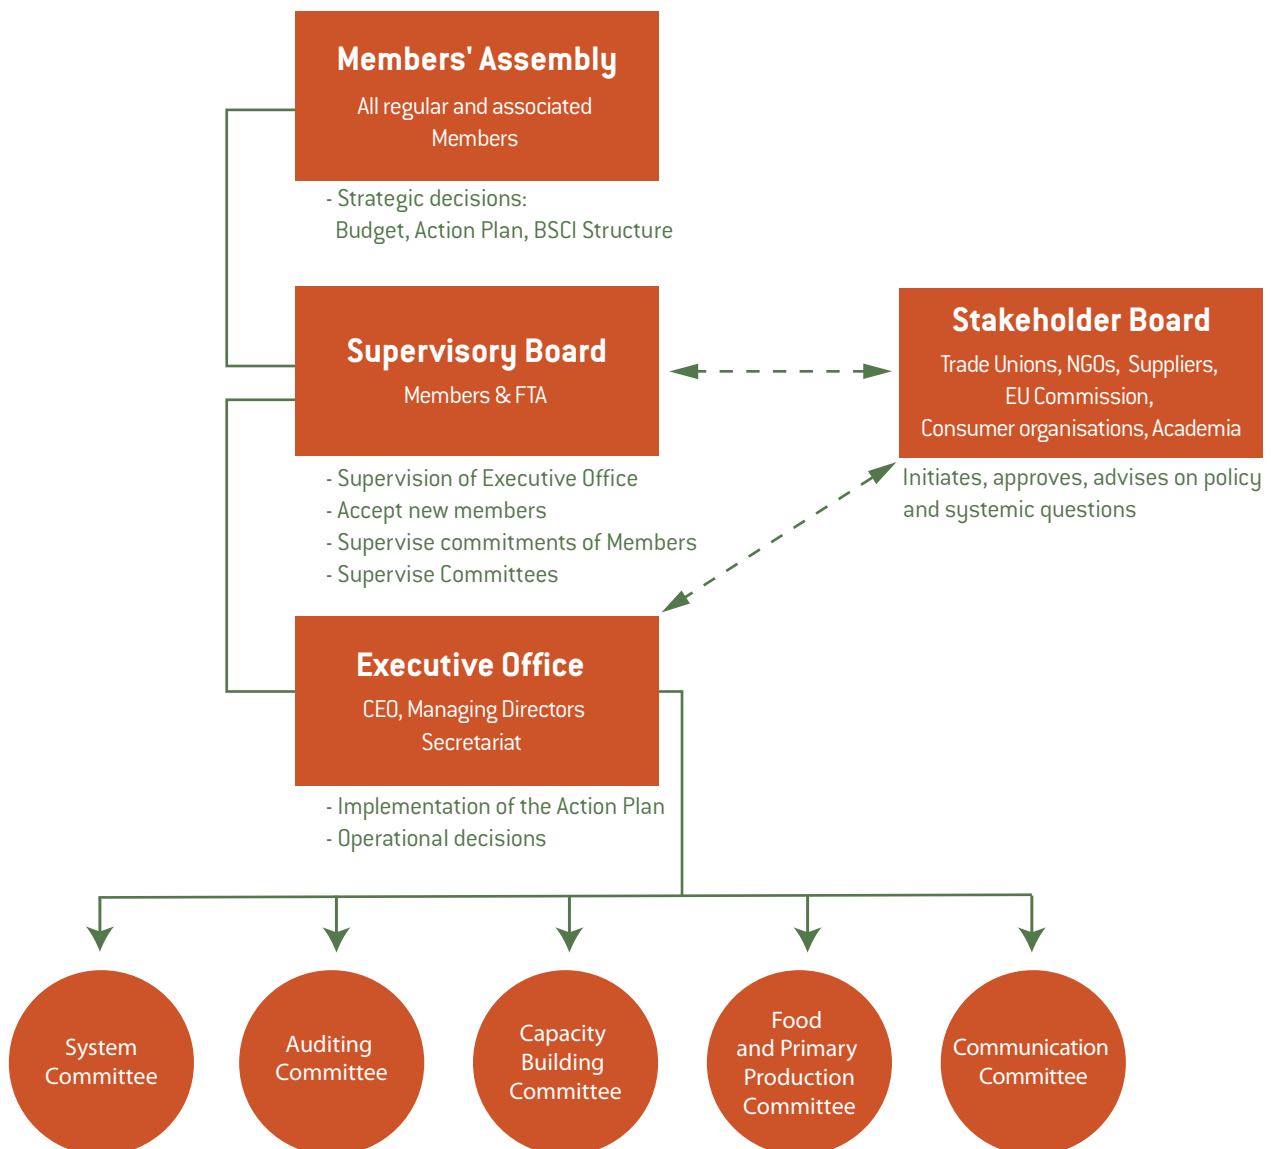 Members' Assembly
All regular and associated
Members
- Strategic decisions:
Budget, Action Plan, BSCI Structure
Supervisory Board
Members & FTA
- Supervision of Executive Office
- Accept new members
- Supervise commitments of Members
- Supervise Committees
Stakeholder Board
Trade Unions, NGOs, Suppliers,
EU Commission,
Consumer organisations, Academia
Initiates, approves, advises on policy
and systemic questions
Executive Office
CEO, Managing Directors
Secretariat
- Implementation of the Action Plan
- Operational decisions
System
Committee
Auditing
Committee
Capacity
Building
Committee
Food
and Primary
Production
Committee
Communication
Committee